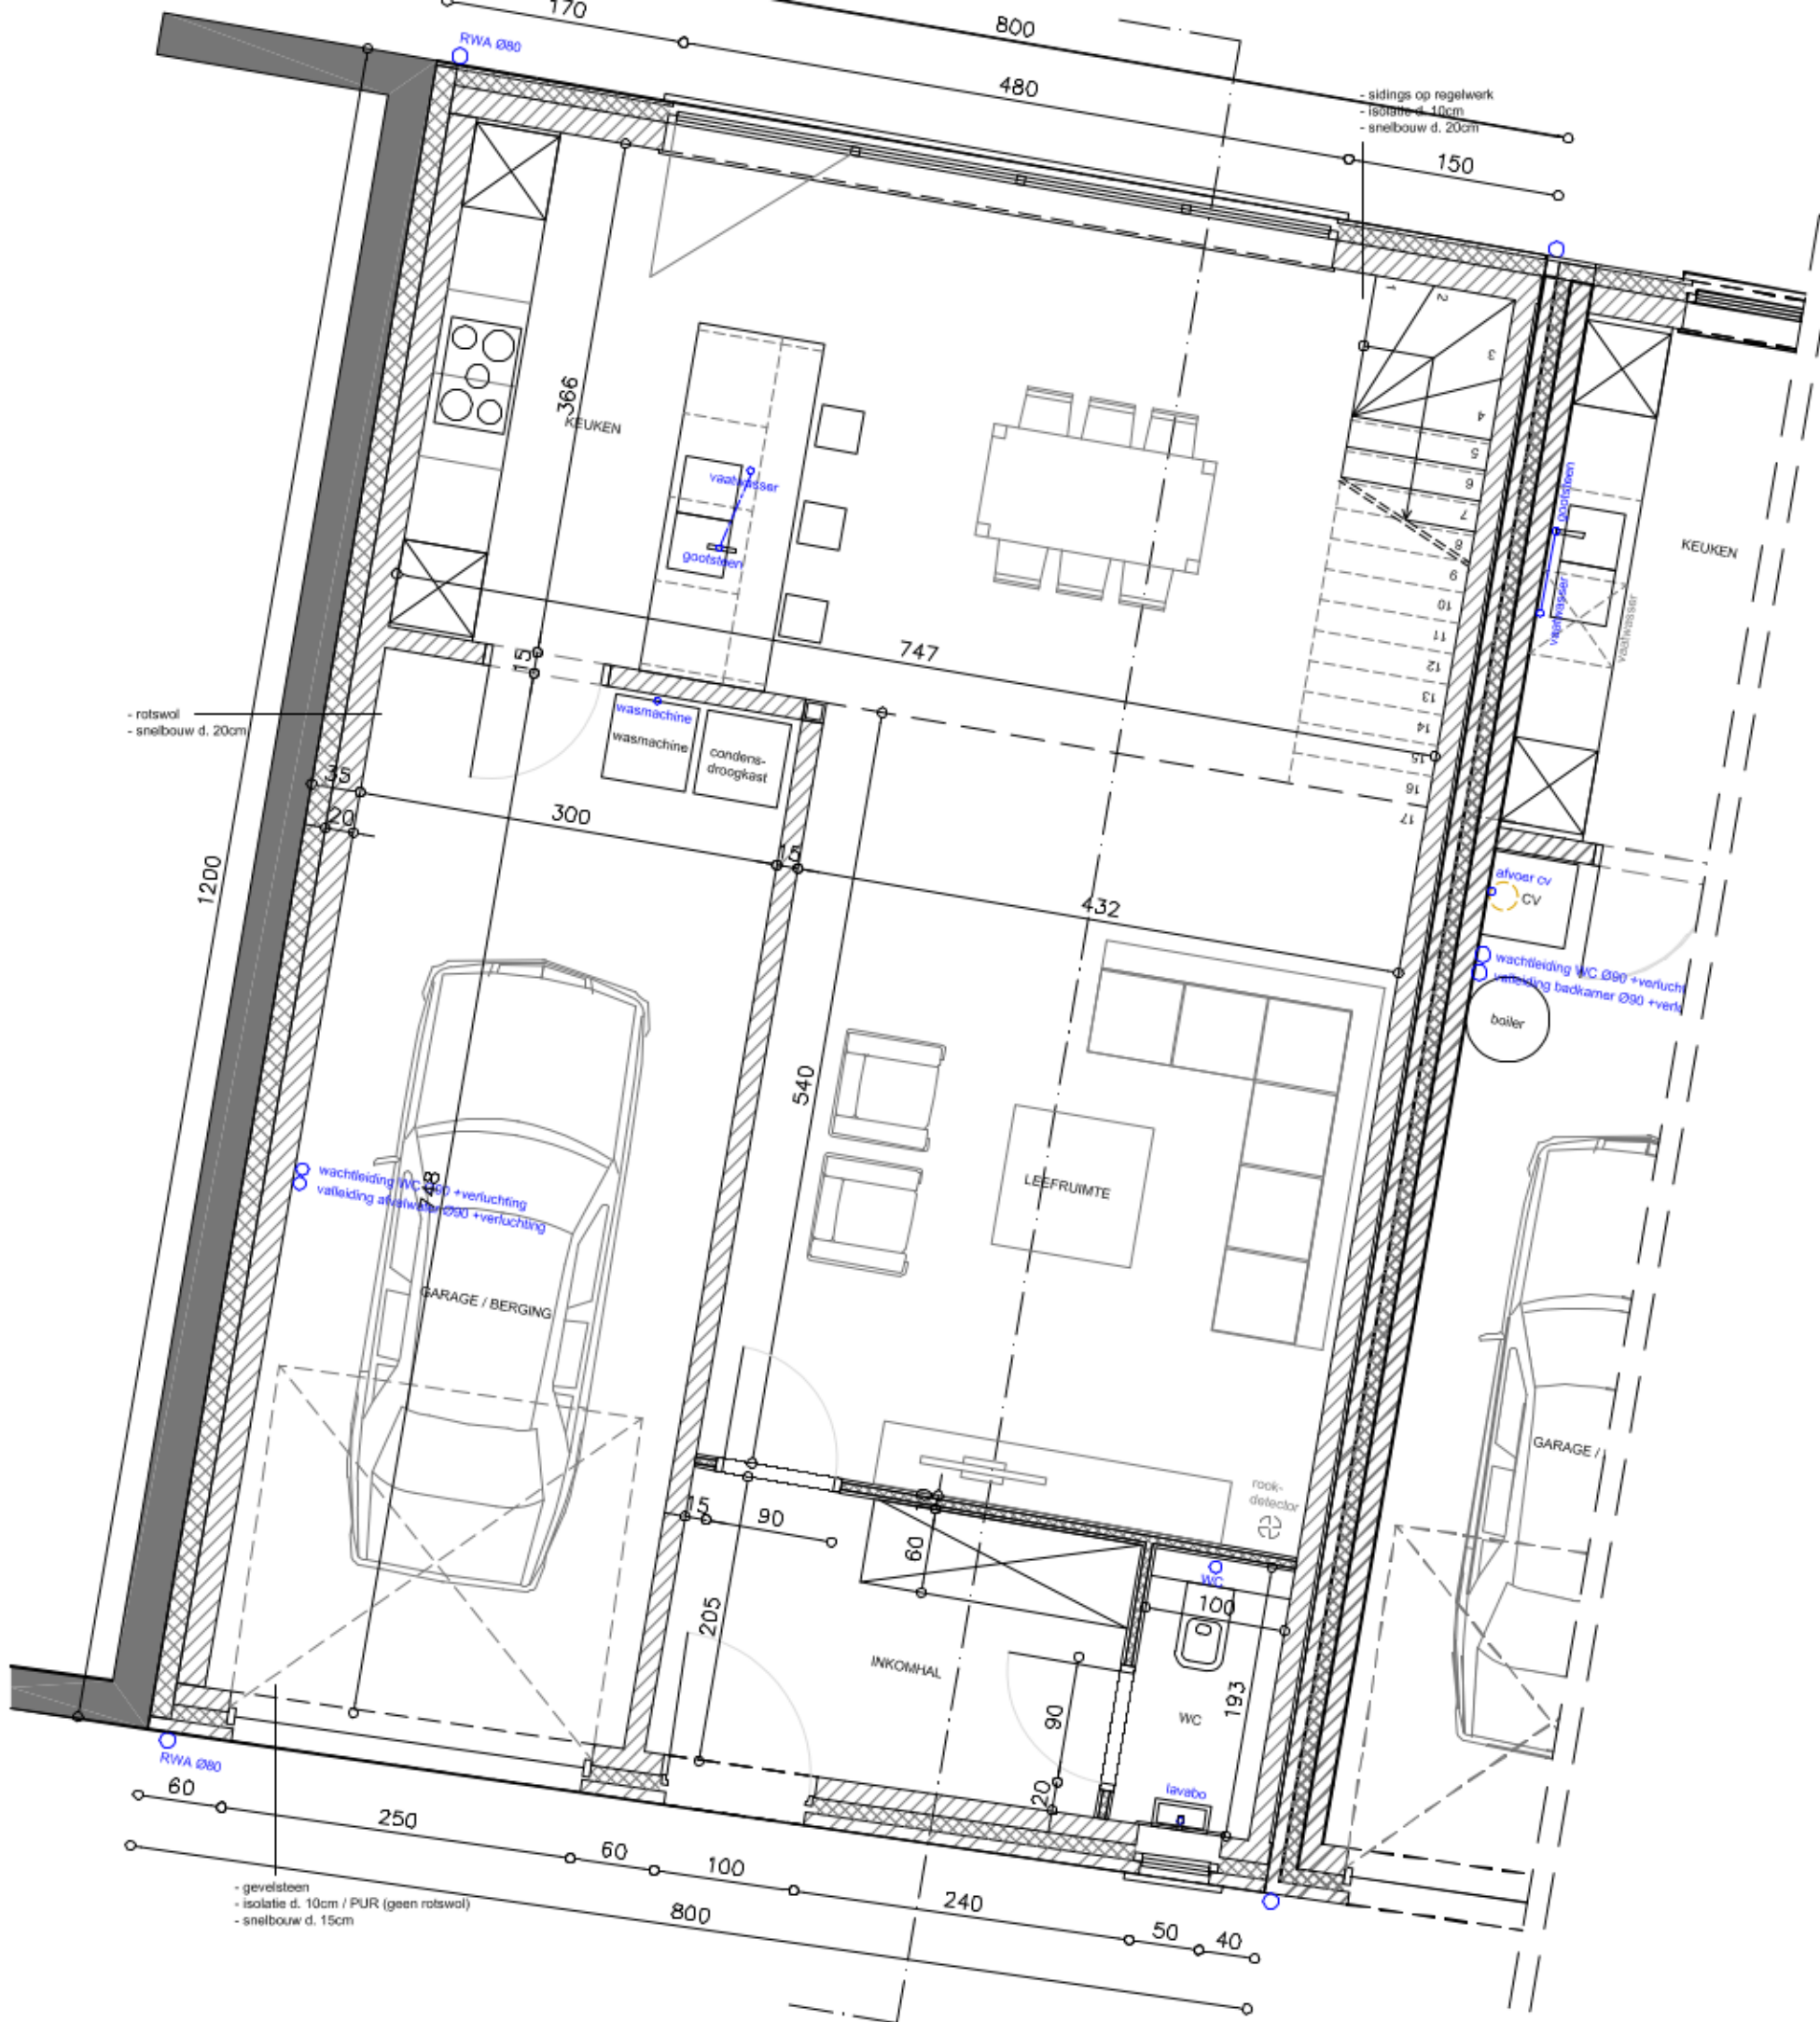 170
800
RWA Ø80
480
- sidings op regelwerk
- isolatie d. 10cm
- snelbouw d. 20cm
150
1
2
3
4
5
6
7
8
9
10
11
12
13
14
15
16
17
366
KEUKEN
vaatwasser
gootsteen
gootsteen
vaatwasser
vaatwasser
KEUKEN
15
747
- rotswol
- snelbouw d. 20cm
wasmachine
wasmachine
condens-
droogkast
35
20
300
15
432
1200
afvoer cv
CV
wachtleiding WC Ø90 +verlucht
valleiding badkamer Ø90 +verl
boiler
540
wachtleiding WC Ø90 +verluchting
valleiding afvalwater Ø90 +verluchting
748
LEEFRUIMTE
GARAGE / BERGING
GARAGE /
rook-
detector
15
90
60
WC
100
205
INKOMHAL
90
193
WC
20
lavabo
RWA Ø80
60
250
60
100
240
50
40
800
- gevelsteen
- isolatie d. 10cm / PUR (geen rotswol)
- snelbouw d. 15cm